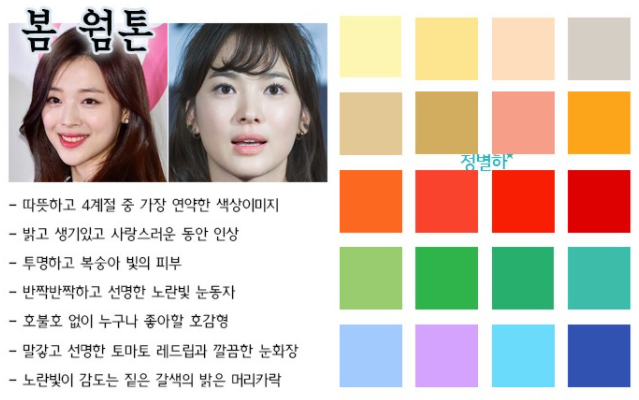 봄 웜톤
정별하*
- 따뜻하고 4계절 중 가장 연약한 색상이미지
- 밝고 생기있고 사랑스러운 동안 인상
- 투명하고 복숭아 빛의 피부
- 반짝반짝하고 선명한 노란빛 눈동자
- 호불호 없이 누구나 좋아할 호감형
- 말갛고 선명한 토마토 레드립과 깔끔한 눈화장
- 노란빛이 감도는 짙은 갈색의 밝은 머리카락